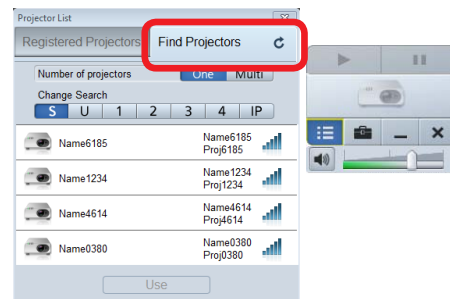 Projector List
Registered Projectors Find Projectors
Number of projectors One Multi
Change Search
S U 1 2 3 4 IP
Name6185 Name6185
Proj6185
Name1234 Name1234
Proj1234
Name4614 Name4614
Proj4614
Name0380 Name0380
Proj0380
Use